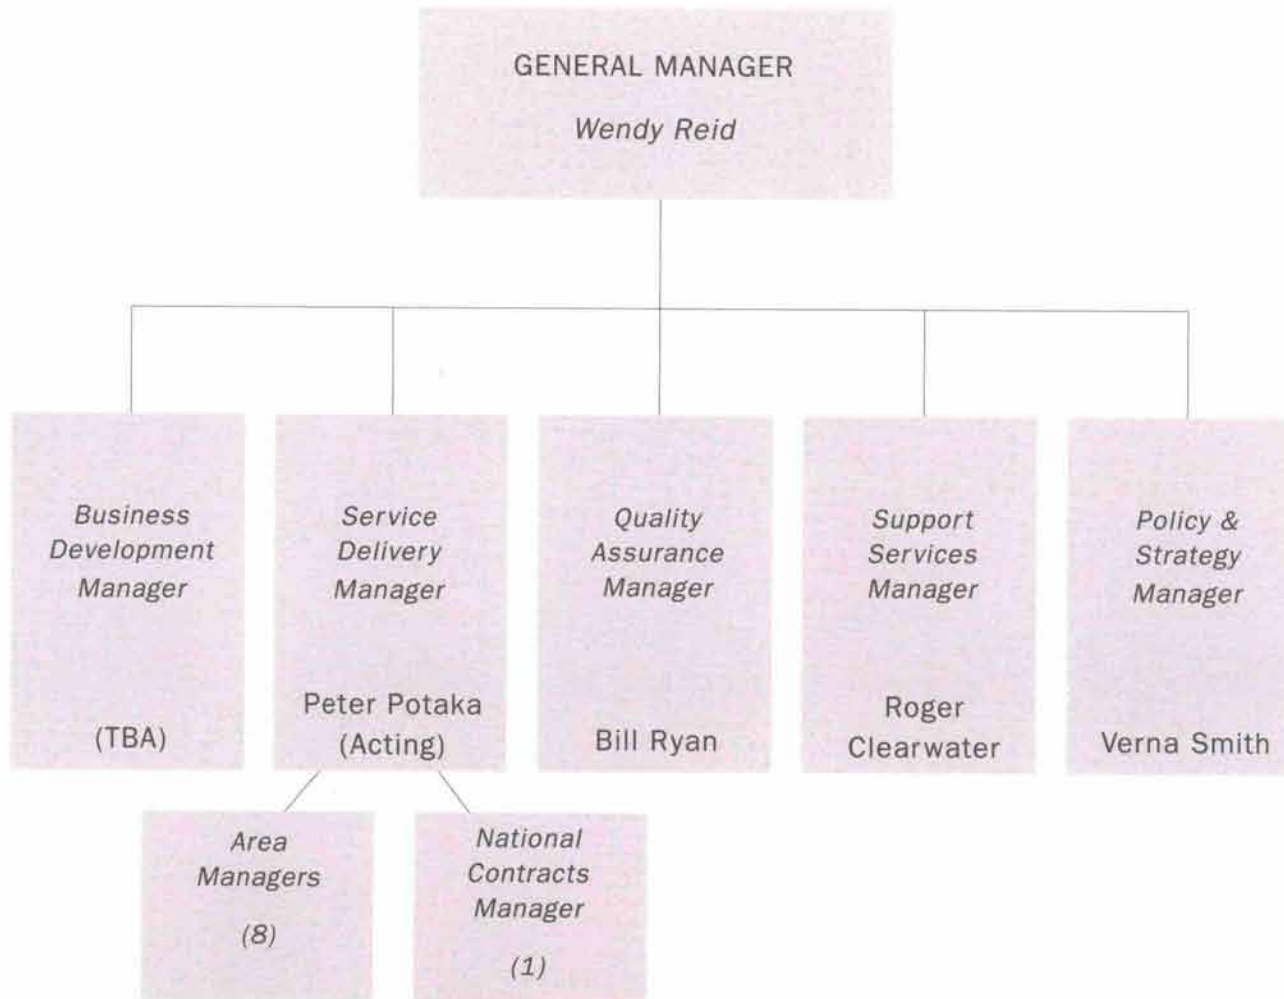 GENERAL MANAGER
Wendy Reid
Business
Development
Manager
(TBA)
Service
Delivery
Manager
Peter Potaka
(Acting)
Quality
Assurance
Manager
Bill Ryan
Support
Services
Manager
Roger
Clearwater
Policy &
Strategy
Manager
Verna Smith
Area
Managers
(8)
National
Contracts
Manager
(1)